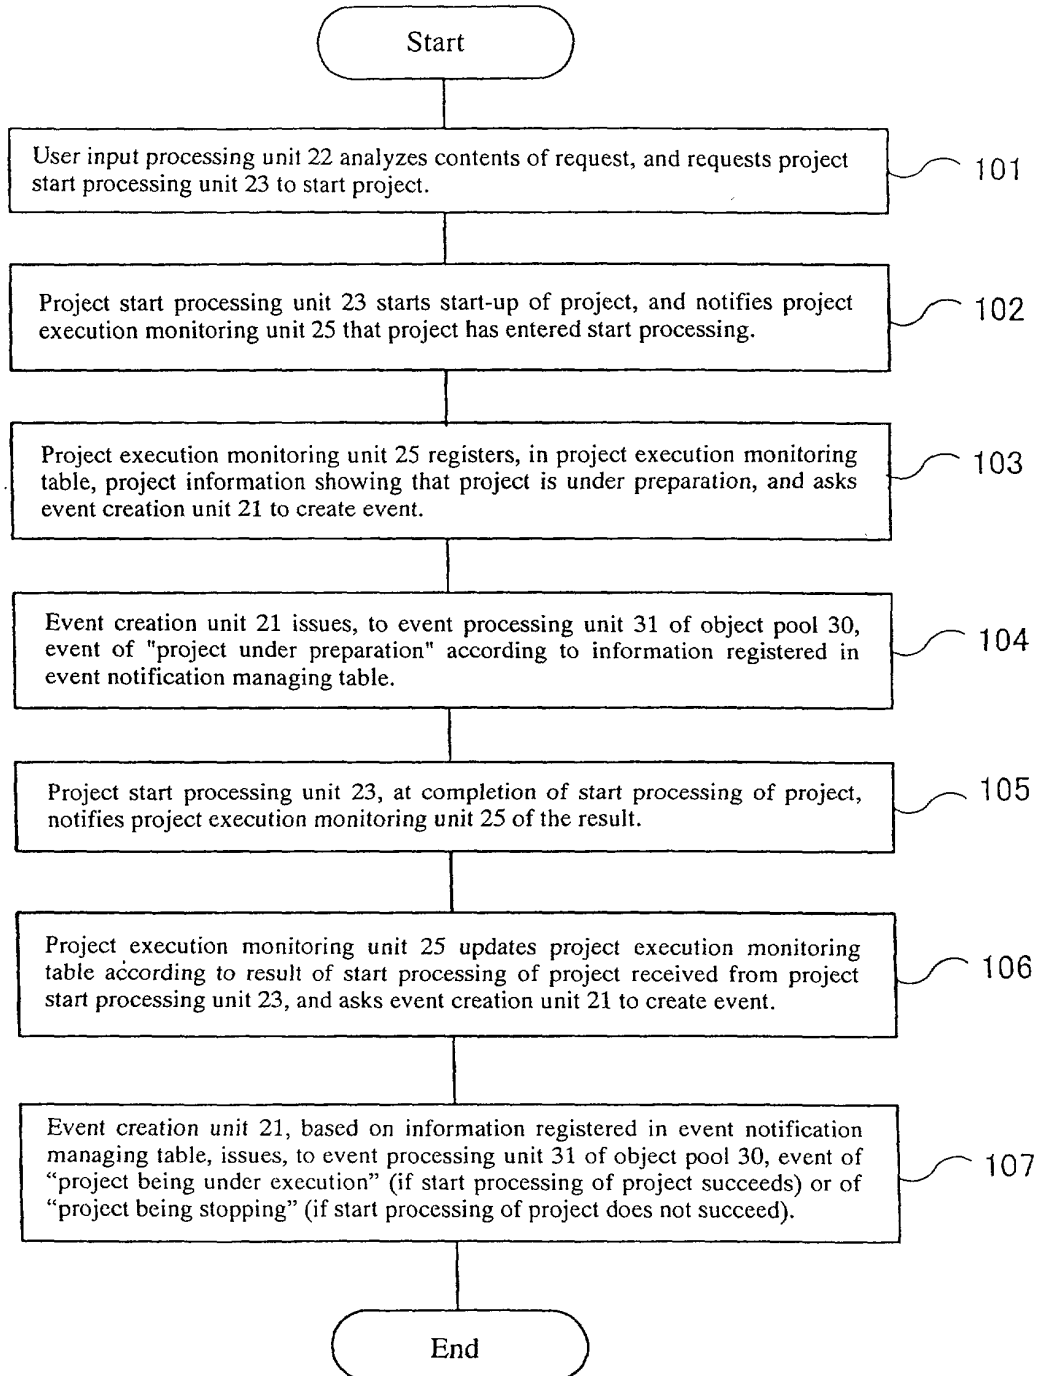 Start
User input processing unit 22 analyzes contents of request, and requests project
start processing unit 23 to start project.
101
Project start processing unit 23 starts start-up of project, and notifies project
execution monitoring unit 25 that project has entered start processing.
102
Project execution monitoring unit 25 registers, in project execution monitoring
table, project information showing that project is under preparation, and asks
event creation unit 21 to create event.
103
Event creation unit 21 issues, to event processing unit 31 of object pool 30,
event of "project under preparation" according to information registered in
event notification managing table.
104
Project start processing unit 23, at completion of start processing of project,
notifies project execution monitoring unit 25 of the result.
105
Project execution monitoring unit 25 updates project execution monitoring
table according to result of start processing of project received from project
start processing unit 23, and asks event creation unit 21 to create event.
106
Event creation unit 21, based on information registered in event notification
managing table, issues, to event processing unit 31 of object pool 30, event of
“project being under execution” (if start processing of project succeeds) or of
“project being stopping” (if start processing of project does not succeed).
107
End